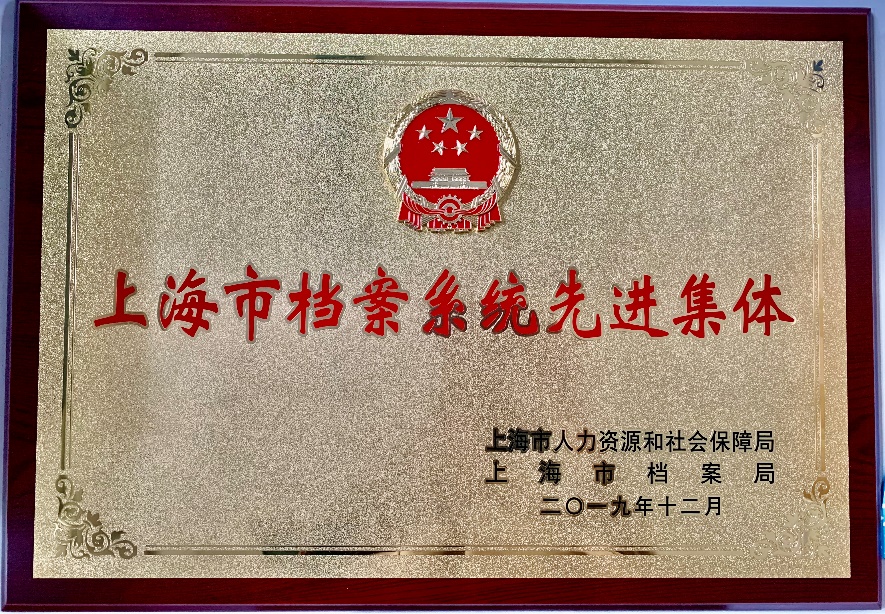 上海市档案系统先进集体
上海市人力资源和社会保障局
上海市档案局
二〇一九年十二月